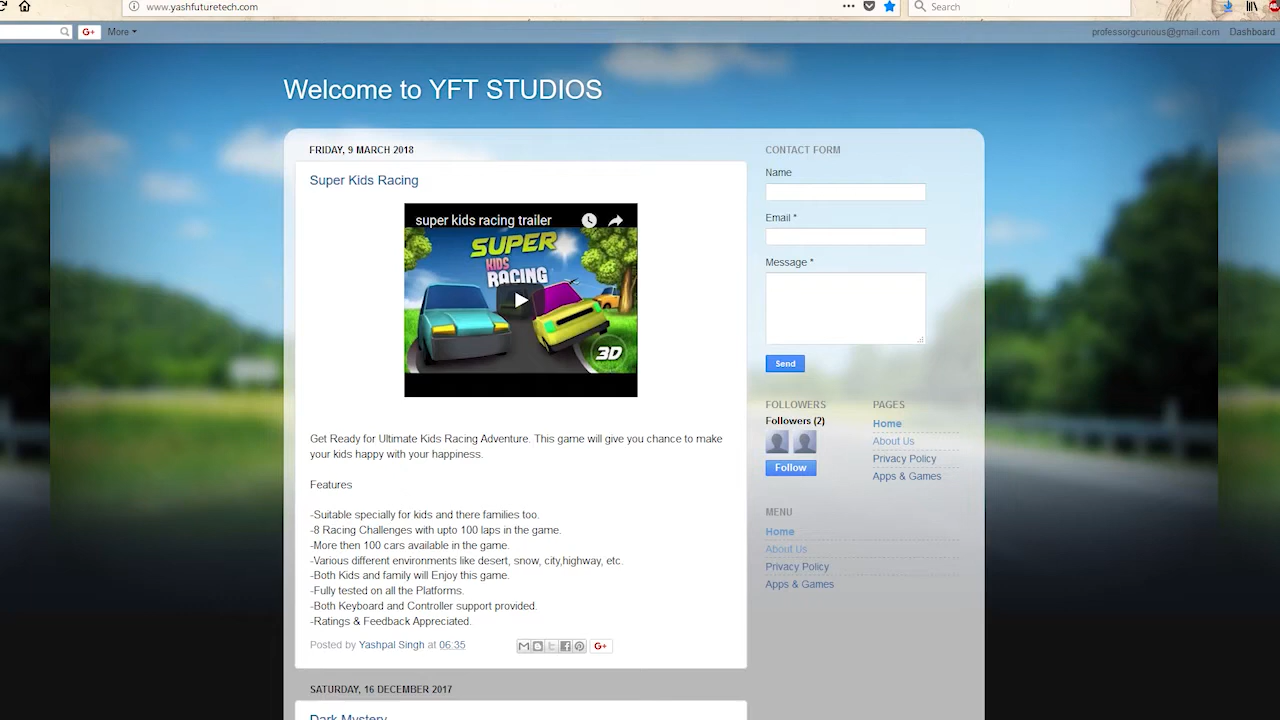 www.yashfuturetech.com
Search
G+
More
professorgcurious@gmail.com
Dashboard
Welcome to YFT STUDIOS
FRIDAY, 9 MARCH 2018
Super Kids Racing
super kids racing trailer
SUPER
KIDS
RACING
3D
Get Ready for Ultimate Kids Racing Adventure. This game will give you chance to make
your kids happy with your happiness.
Features
-Suitable specially for kids and there families too.
-8 Racing Challenges with upto 100 laps in the game.
-More then 100 cars available in the game.
-Various different environments like desert, snow, city,highway, etc.
-Both Kids and family will Enjoy this game.
-Fully tested on all the Platforms.
-Both Keyboard and Controller support provided.
-Ratings & Feedback Appreciated.
Posted by Yashpal Singh at 06:35
G+
SATURDAY, 16 DECEMBER 2017
Dark Mystery
CONTACT FORM
Name
Email *
Message *
Send
FOLLOWERS
Followers (2)
Follow
PAGES
Home
About Us
Privacy Policy
Apps & Games
MENU
Home
About Us
Privacy Policy
Apps & Games